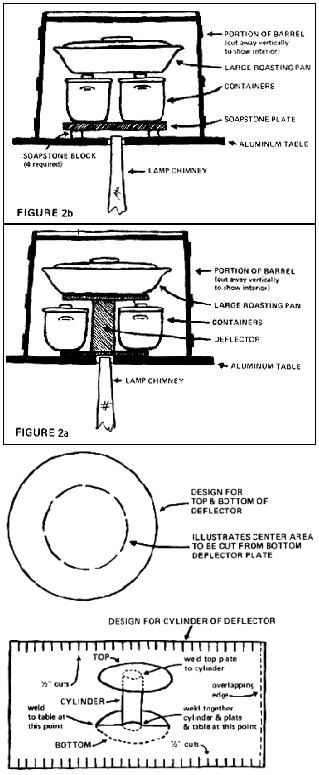 PORTION OF BARREL
(cut away vertically
to show interior)
LARGE ROASTING PAN
CONTAINERS
SOAPSTONE PLATE
ALUMINUM TABLE
SOAPSTONE BLOCK
(4 required)
LAMP CHIMNEY
FIGURE 2b
PORTION OF BARREL
(cut away vertically
to show interior)
LARGE ROASTING PAN
CONTAINERS
DEFLECTOR
ALUMINUM TABLE
LAMP CHIMNEY
FIGURE 2a
DESIGN FOR
TOP & BOTTOM OF
DEFLECTOR
ILLUSTRATES CENTER AREA
TO BE CUT FROM BOTTOM
DEFLECTOR PLATE
DESIGN FOR CYLINDER OF DEFLECTOR
TOP
weld top plate
to cylinder
½" cuts
overlapping
edge
CYLINDER
weld
to table at
this point
weld together
cylinder & plate
& table at this point
BOTTOM
½" cuts